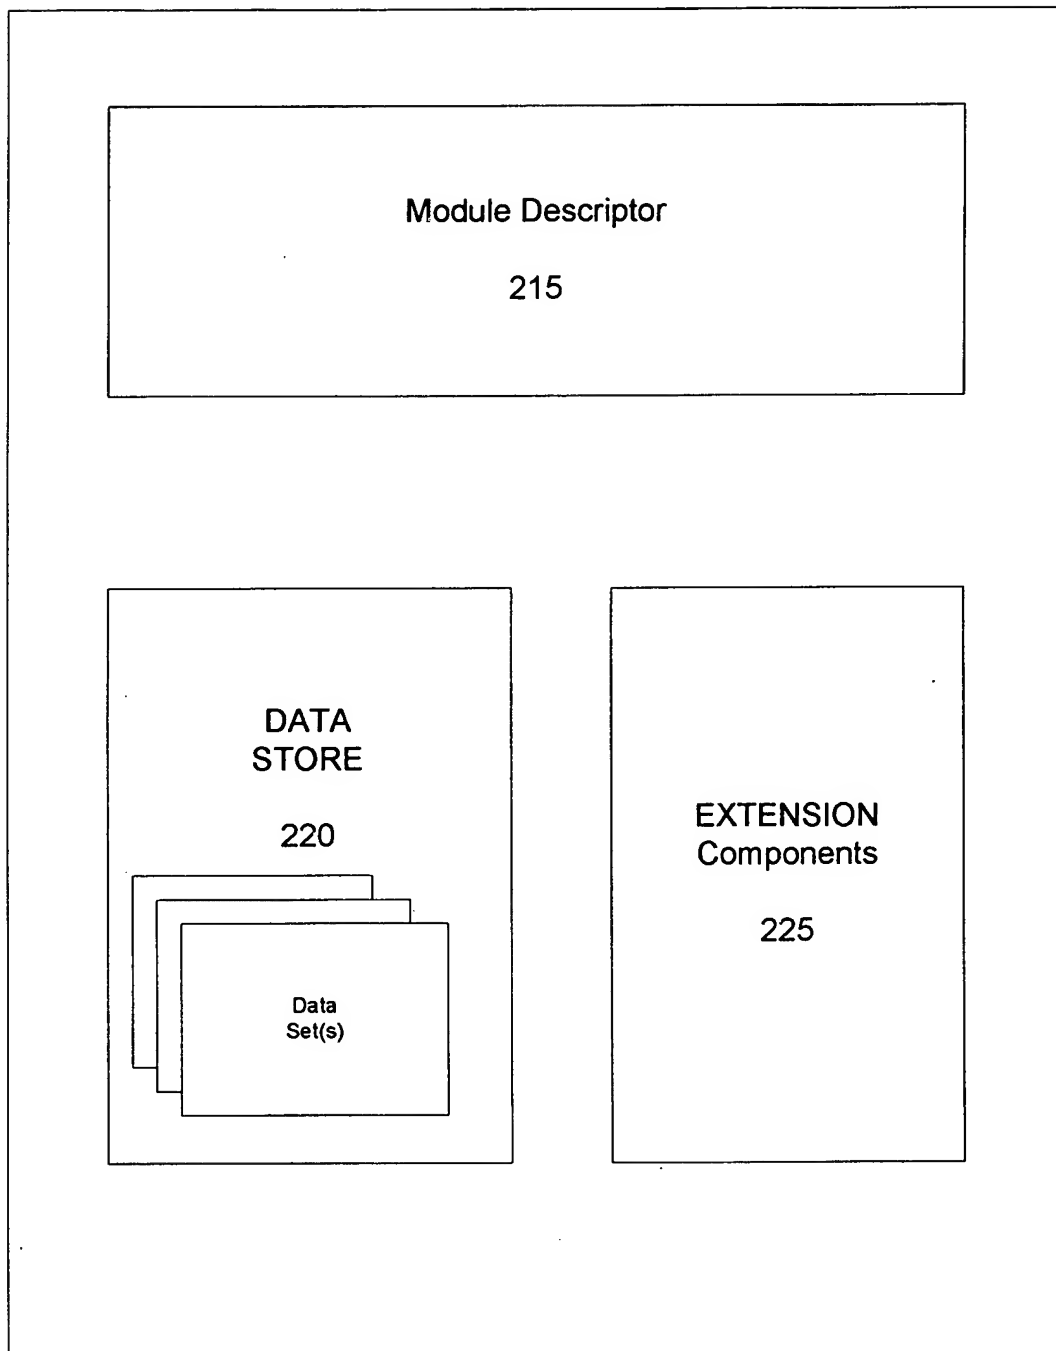 Module Descriptor
215
DATA
STORE
220
Data
Set(s)
EXTENSION
Components
225